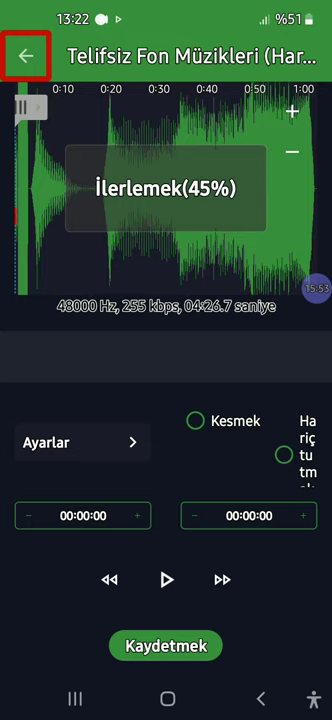 13:22
%51
Telifsiz Fon Müzikleri (Har...
0:10 0:20 0:30 0:40 0:50 1:00
İlerlemek(45%)
48000 Hz, 255 kbps, 04:26.7 saniye
15:53
Ayarlar
Kesmek
Ha
riç
tu
tm
- 00:00:00 +
- 00:00:00 +
Kaydetmek